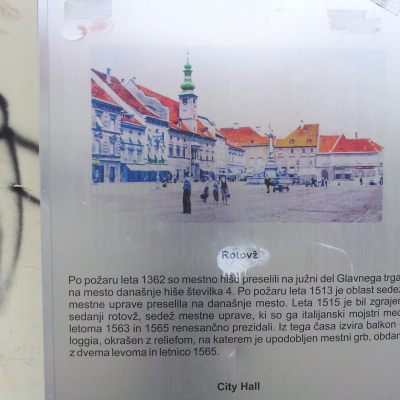 Rotovž
Po požaru leta 1362 so mestno hišo preselili na južni del Glavnega trga
na mesto današnje hiše številka 4. Po požaru leta 1513 je oblast sedež
mestne uprave preselila na današnje mesto. Leta 1515 je bil zgrajen
sedanji rotovž, sedež mestne uprave, ki so ga italijanski mojstri med
letoma 1563 in 1565 renesančno prezidali. Iz tega časa izvira balkon -
loggia, okrašen z reliefom, na katerem je upodobljen mestni grb, obdan
z dvema levoma in letnico 1565.
City Hall